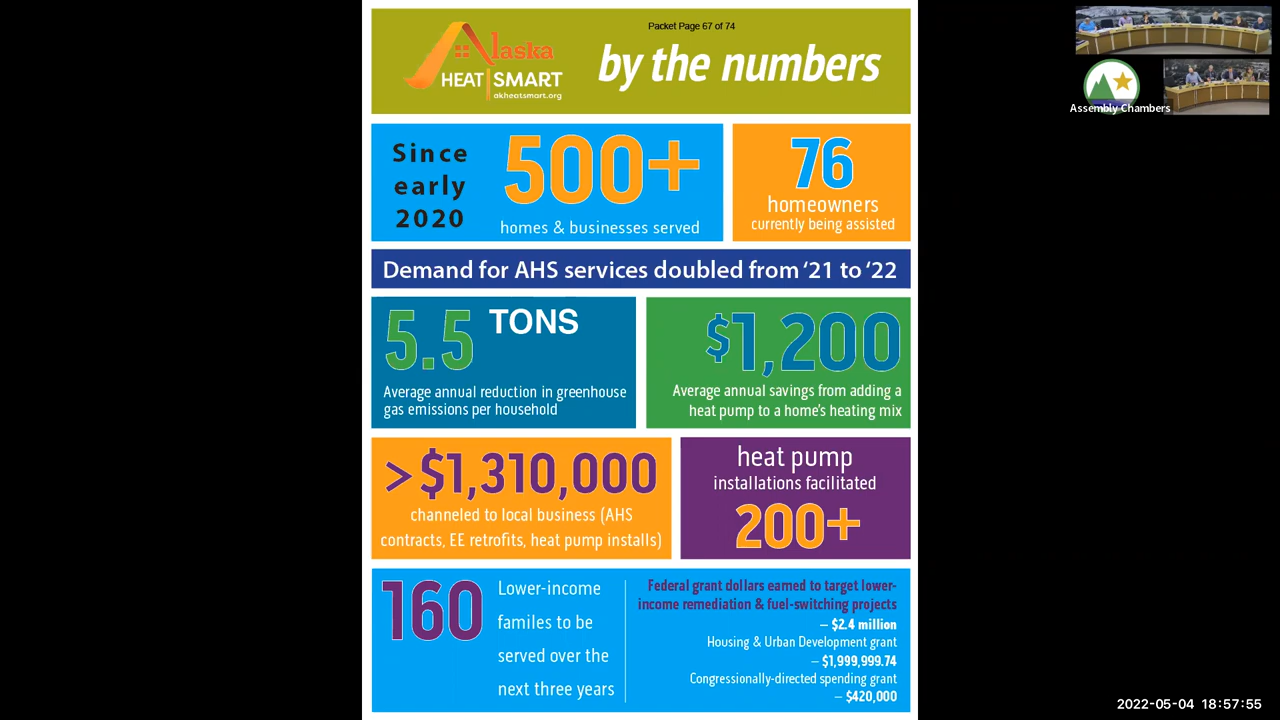 Packet Page 67 of 74
Alaska
HEAT SMART
akheatsmart.org
by the numbers
Since
early
2020
500+
homes & businesses served
76
homeowners
currently being assisted
Demand for AHS services doubled from ‘21 to ‘22
5.5 TONS
Average annual reduction in greenhouse
gas emissions per household
$1,200
Average annual savings from adding a
heat pump to a home's heating mix
>$1,310,000
channeled to local business (AHS
contracts, EE retrofits, heat pump installs)
heat pump
installations facilitated
200+
160
Lower-income
familes to be
served over the
next three years
Federal grant dollars earned to target lower-
income remediation & fuel-switching projects
– $2.4 million
Housing & Urban Development grant
– $1,999,999.74
Congressionally-directed spending grant
– $420,000
Assembly Chambers
2022-05-04 18:57:55